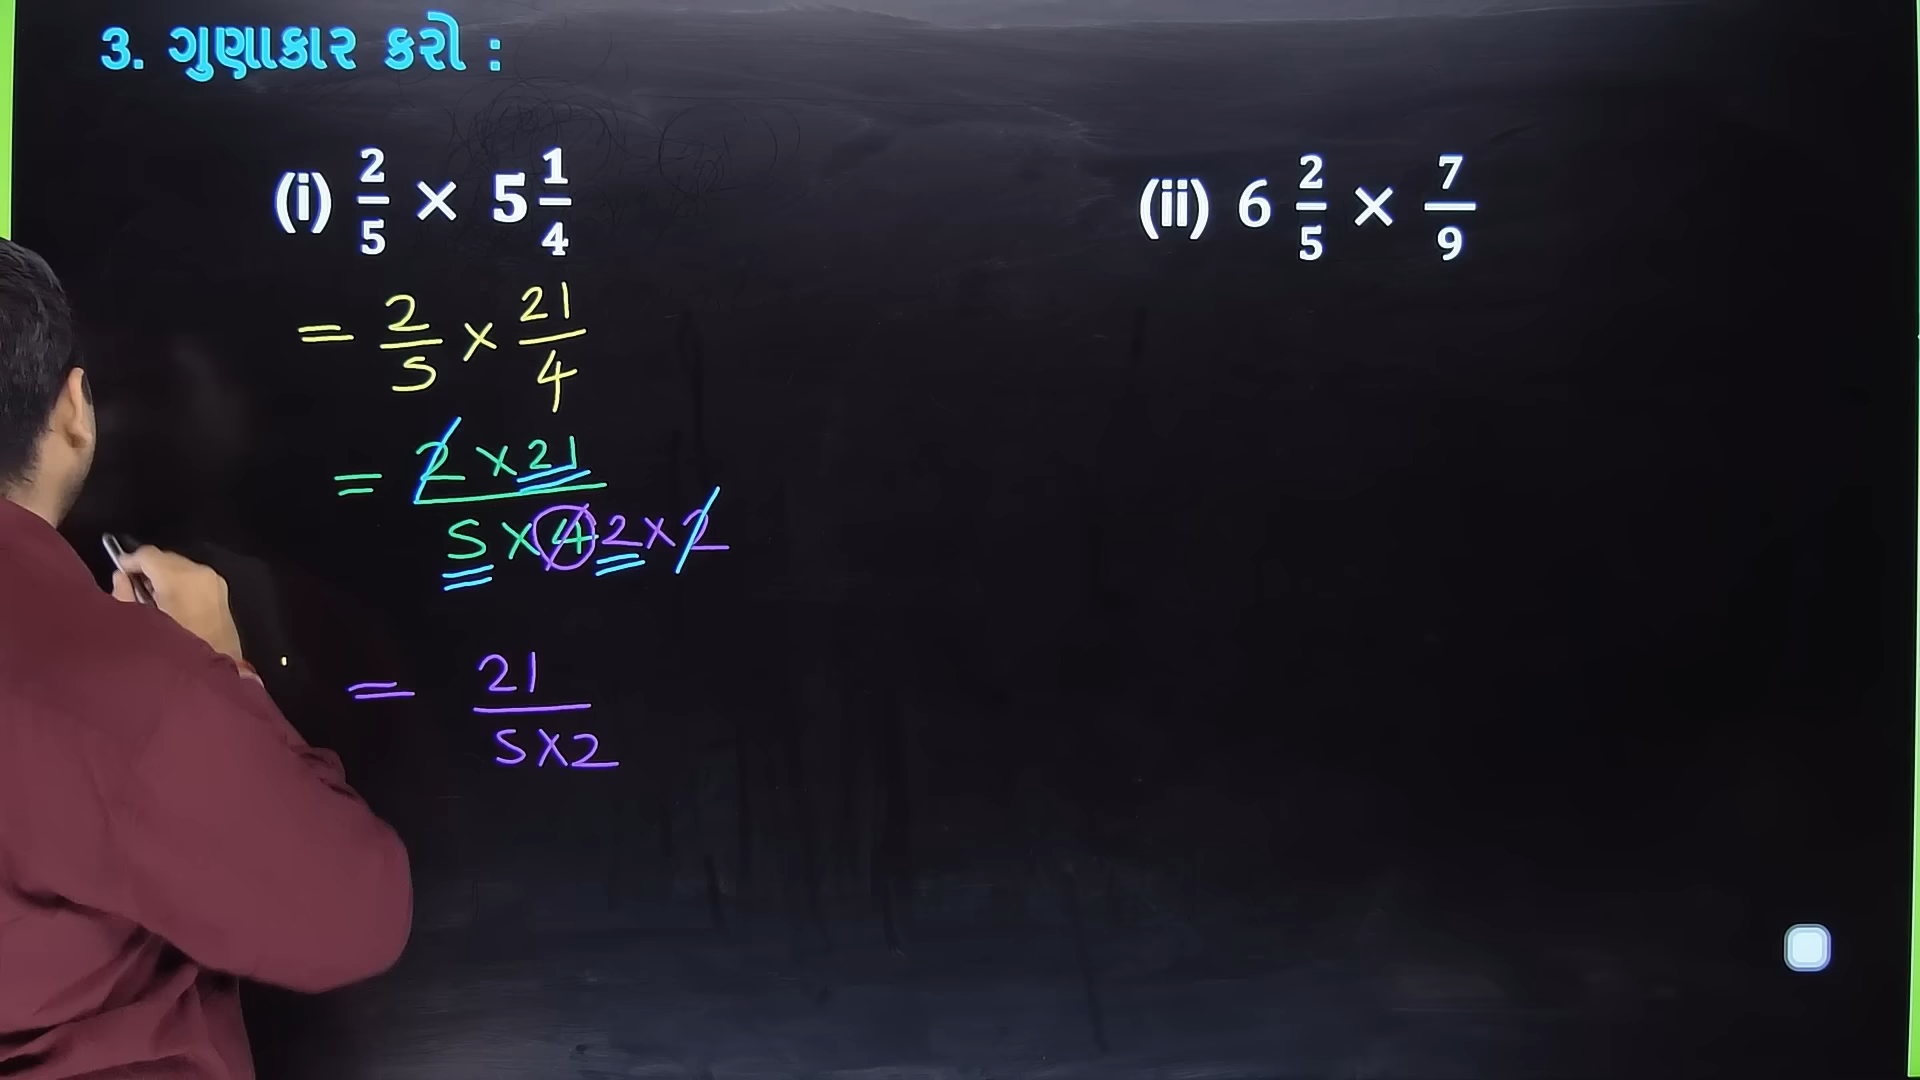 3. ગુણાકાર કરો :
(i) 2/5 × 5 1/4
= 2/5 × 21/4
= 2 × 21 / 5 × 4 2 × 2
= 21 / 5 × 2
(ii) 6 2/5 × 7/9